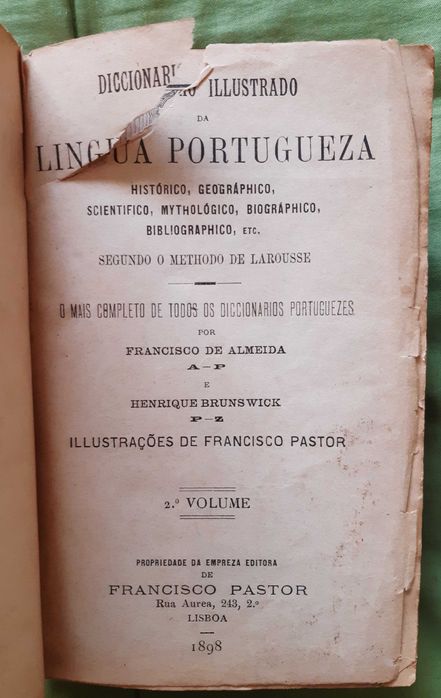 DICCIONARIO ILLUSTRADO
DA
LINGUA PORTUGUEZA
HISTÓRICO, GEOGRÁPHICO,
SCIENTIFICO, MYTHOLÓGICO, BIOGRÁPHICO,
BIBLIOGRAPHICO, ETC.
SEGUNDO O METHODO DE LAROUSSE
O MAIS COMPLETO DE TODOS OS DICCIONARIOS PORTUGUEZES
POR
FRANCISCO DE ALMEIDA
A-P
E
HENRIQUE BRUNSWICK
P-Z
ILLUSTRAÇÕES DE FRANCISCO PASTOR
2.º VOLUME
PROPRIEDADE DA EMPREZA EDITORA
DE
FRANCISCO PASTOR
Rua Aurea, 243, 2.º
LISBOA
1898